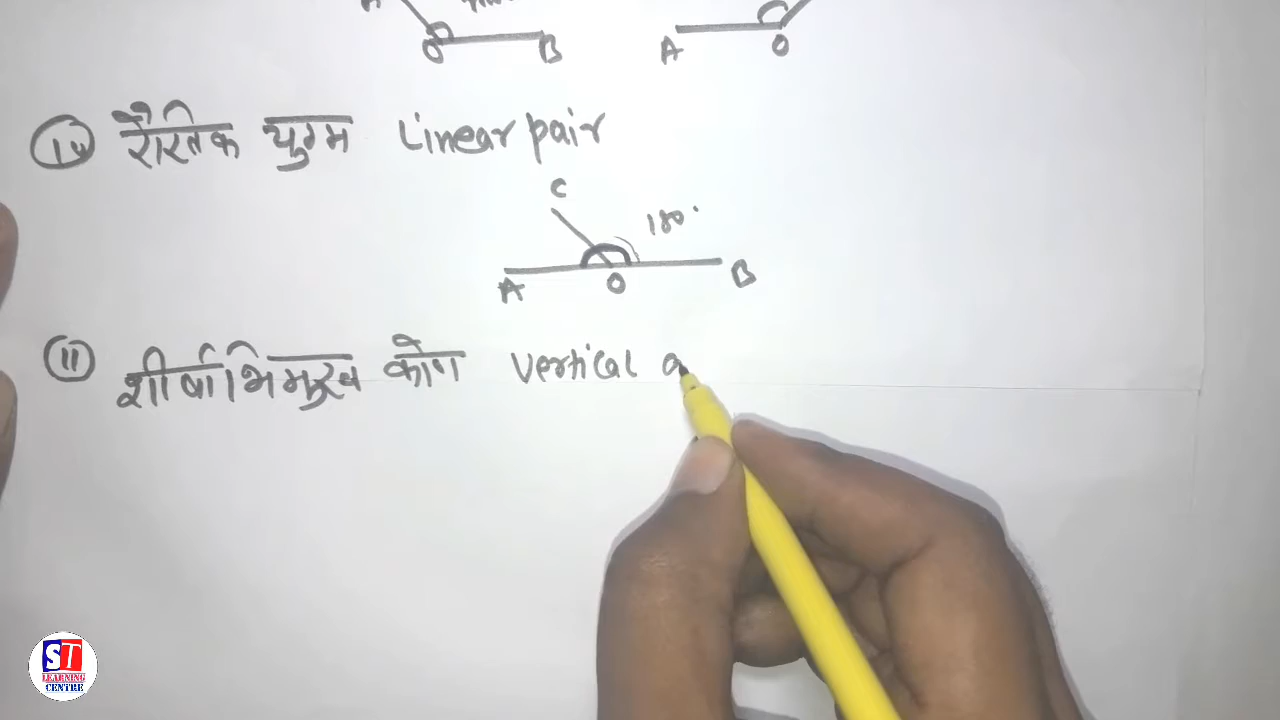 O B A O
10 रैखिक युग्म Linear pair
C
180°
A O B
11 शीर्षाभिमुख कोण Vertical a
ST
LEARNING
CENTRE